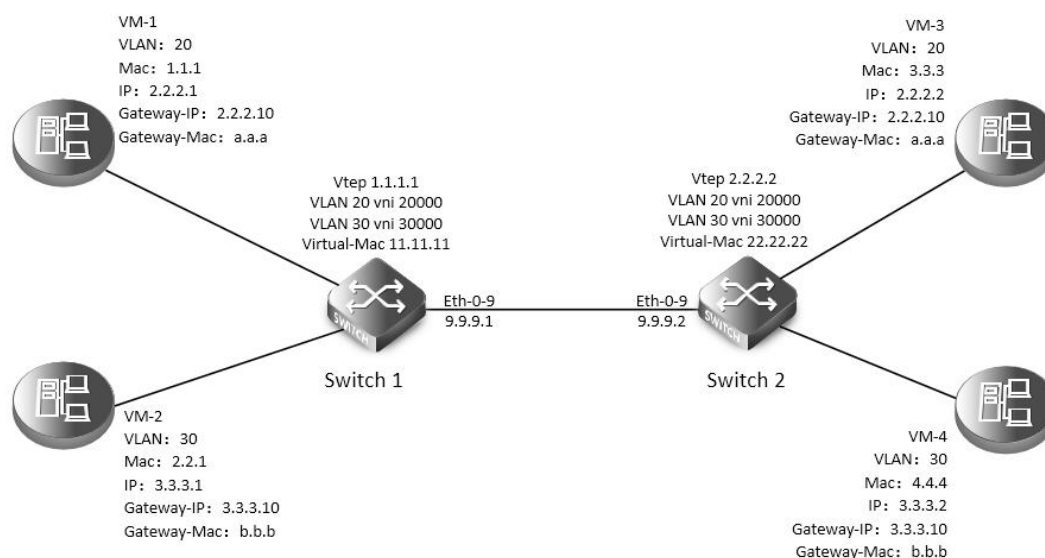 VM-1
VLAN：20
Mac：1.1.1
IP：2.2.2.1
Gateway-IP：2.2.2.10
Gateway-Mac：a.a.a
VM-3
VLAN：20
Mac：3.3.3
IP：2.2.2.2
Gateway-IP：2.2.2.10
Gateway-Mac：a.a.a
Vtep 1.1.1.1
VLAN 20 vni 20000
VLAN 30 vni 30000
Virtual-Mac 11.11.11
Vtep 2.2.2.2
VLAN 20 vni 20000
VLAN 30 vni 30000
Virtual-Mac 22.22.22
SWITCH
Eth-0-9
9.9.9.1
Eth-0-9
9.9.9.2
SWITCH
Switch 1
Switch 2
VM-2
VLAN：30
Mac：2.2.1
IP：3.3.3.1
Gateway-IP：3.3.3.10
Gateway-Mac：b.b.b
VM-4
VLAN：30
Mac：4.4.4
IP：3.3.3.2
Gateway-IP：3.3.3.10
Gateway-Mac：b.b.b